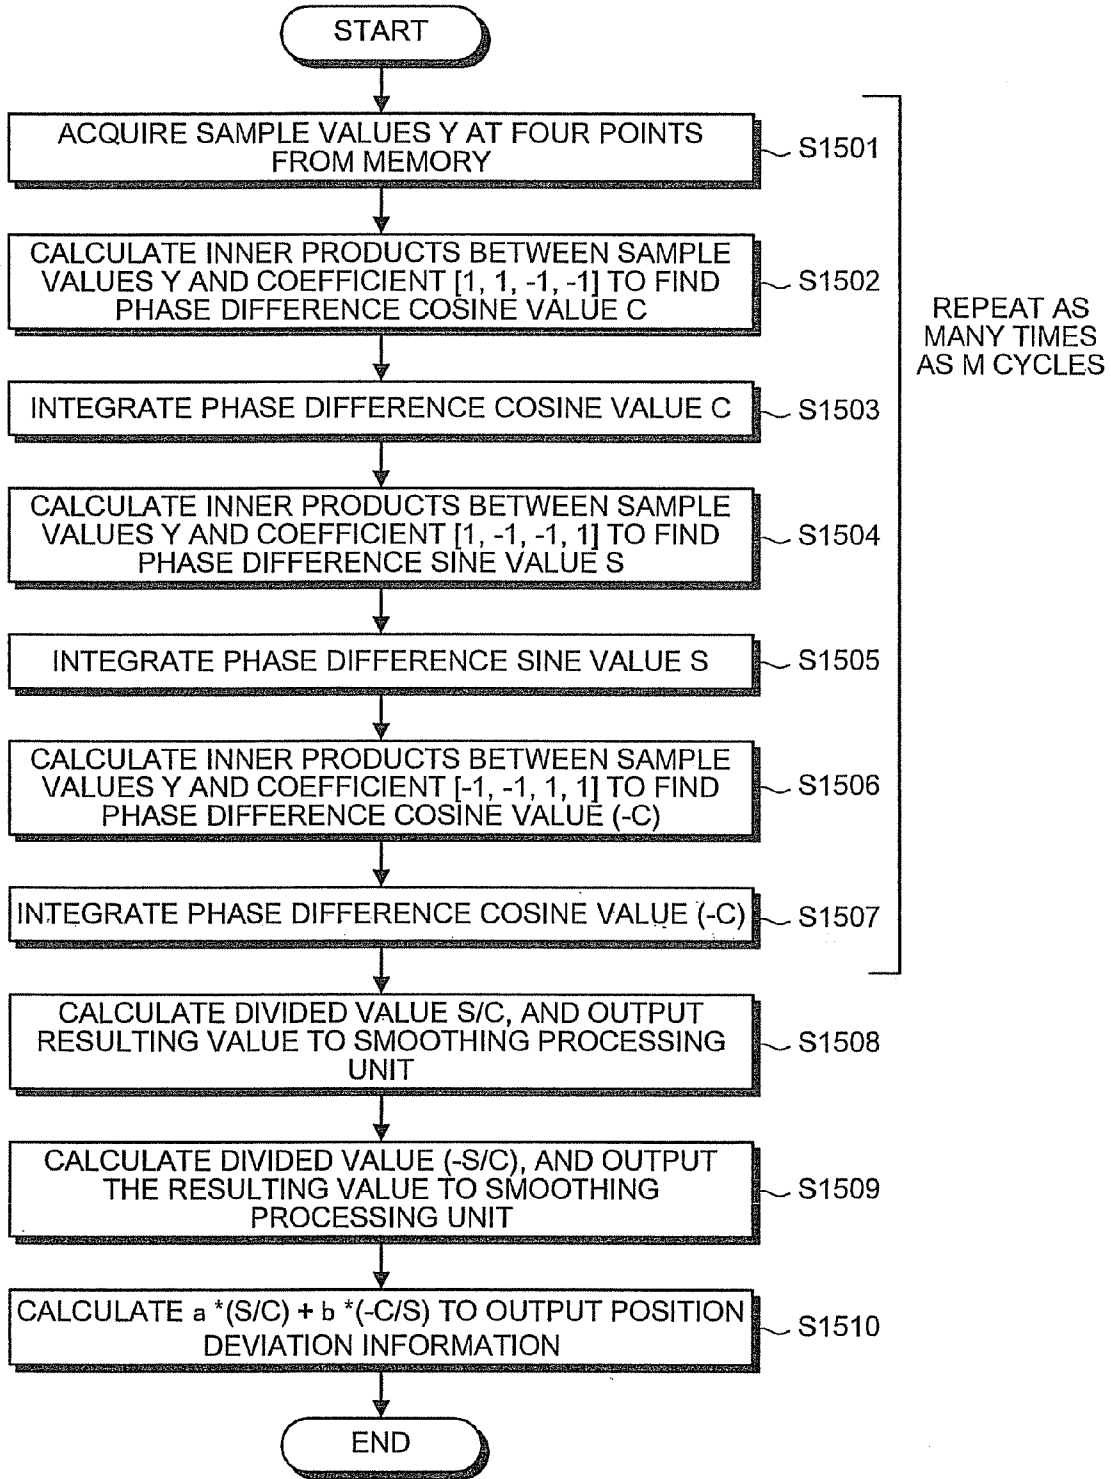 START
ACQUIRE SAMPLE VALUES Y AT FOUR POINTS
FROM MEMORY
S1501
CALCULATE INNER PRODUCTS BETWEEN SAMPLE
VALUES Y AND COEFFICIENT [1, 1, -1, -1] TO FIND
PHASE DIFFERENCE COSINE VALUE C
S1502
REPEAT AS
MANY TIMES
AS M CYCLES
INTEGRATE PHASE DIFFERENCE COSINE VALUE C
S1503
CALCULATE INNER PRODUCTS BETWEEN SAMPLE
VALUES Y AND COEFFICIENT [1, -1, -1, 1] TO FIND
PHASE DIFFERENCE SINE VALUE S
S1504
INTEGRATE PHASE DIFFERENCE SINE VALUE S
S1505
CALCULATE INNER PRODUCTS BETWEEN SAMPLE
VALUES Y AND COEFFICIENT [-1, -1, 1, 1] TO FIND
PHASE DIFFERENCE COSINE VALUE (-C)
S1506
INTEGRATE PHASE DIFFERENCE COSINE VALUE (-C)
S1507
CALCULATE DIVIDED VALUE S/C, AND OUTPUT
RESULTING VALUE TO SMOOTHING PROCESSING
UNIT
S1508
CALCULATE DIVIDED VALUE (-S/C), AND OUTPUT
THE RESULTING VALUE TO SMOOTHING
PROCESSING UNIT
S1509
CALCULATE a *(S/C) + b *(-C/S) TO OUTPUT POSITION
DEVIATION INFORMATION
S1510
END